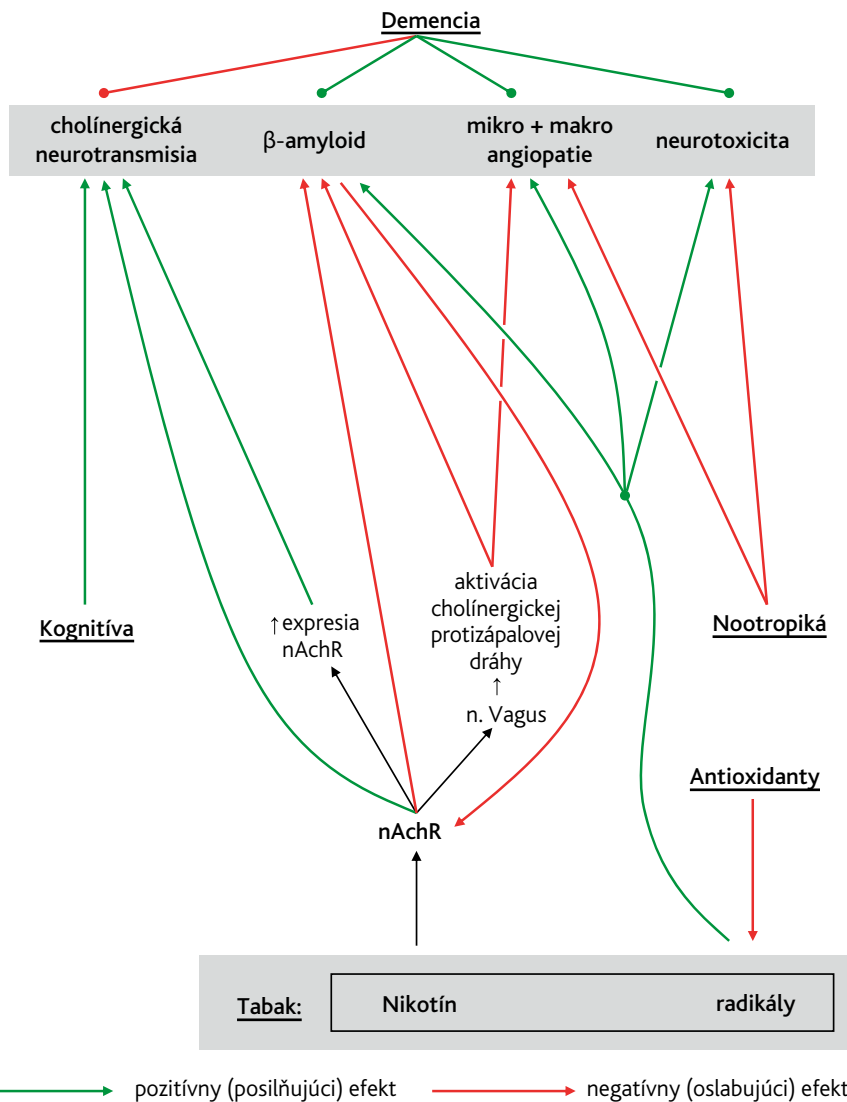 Demencia
cholínergická
neurotransmisia
β-amyloid
mikro + makro
angiopatie
neurotoxicita
Kognitíva
↑expresia
nAchR
aktivácia
cholínergickej
protizápalovej
dráhy
↑
n. Vagus
Nootropiká
Antioxidanty
nAchR
Tabak: Nikotín radikály
pozitívny (posilňujúci) efekt negatívny (oslabujúci) efekt